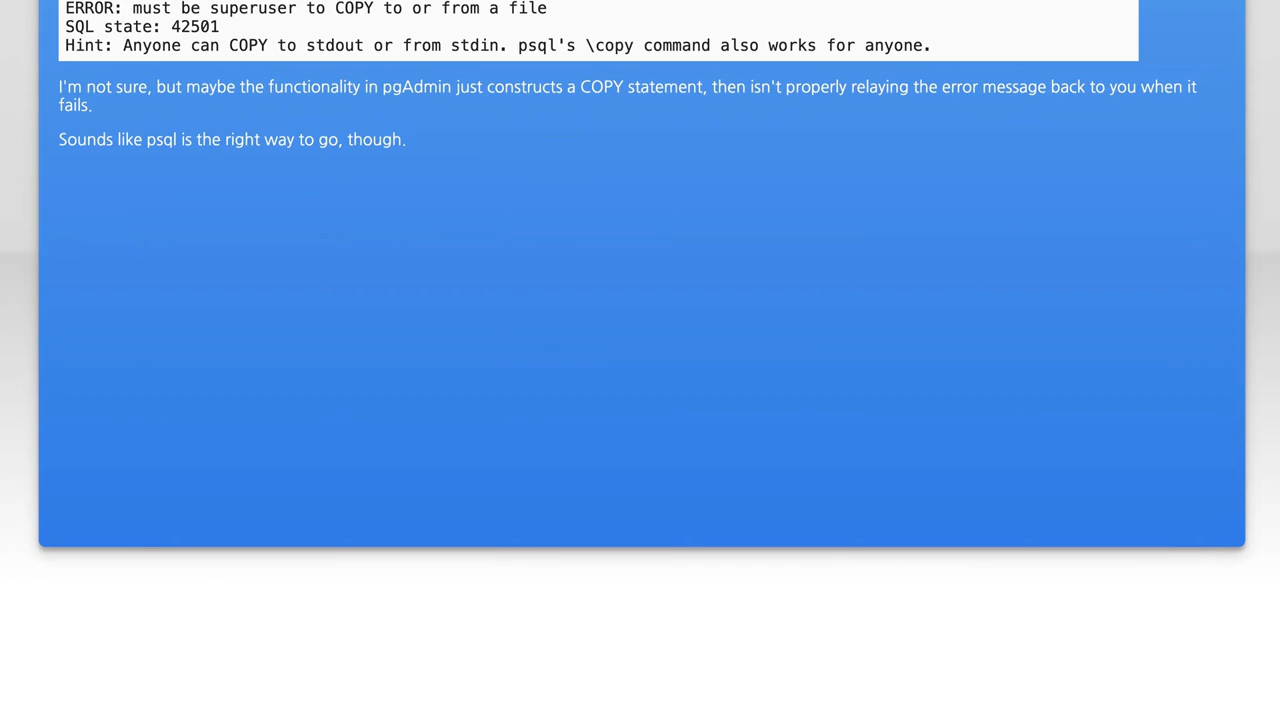 ERROR: must be superuser to COPY to or from a file
SQL state: 42501
Hint: Anyone can COPY to stdout or from stdin. psql's \copy command also works for anyone.
I'm not sure, but maybe the functionality in pgAdmin just constructs a COPY statement, then isn't properly relaying the error message back to you when it
fails.
Sounds like psql is the right way to go, though.